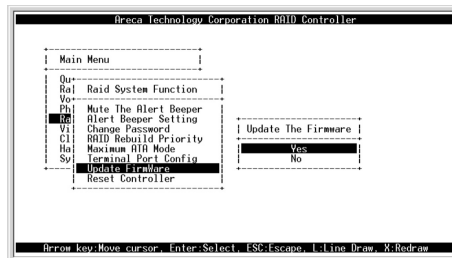 Areca Technology Corporation RAID Controller
Main Menu
Qu
Ra
Vo
Ph
Ra
Vi
Cl
Ha
Sy
Raid System Function
Mute The Alert Beeper
Alert Beeper Setting
Change Password
RAID Rebuild Priority
Maximum ATA Mode
Terminal Port Config
Update FirmWare
Reset Controller
Update The Firmware
Yes
No
Arrow key:Move cursor, Enter:Select, ESC:Escape, L:Line Draw, X:Redraw